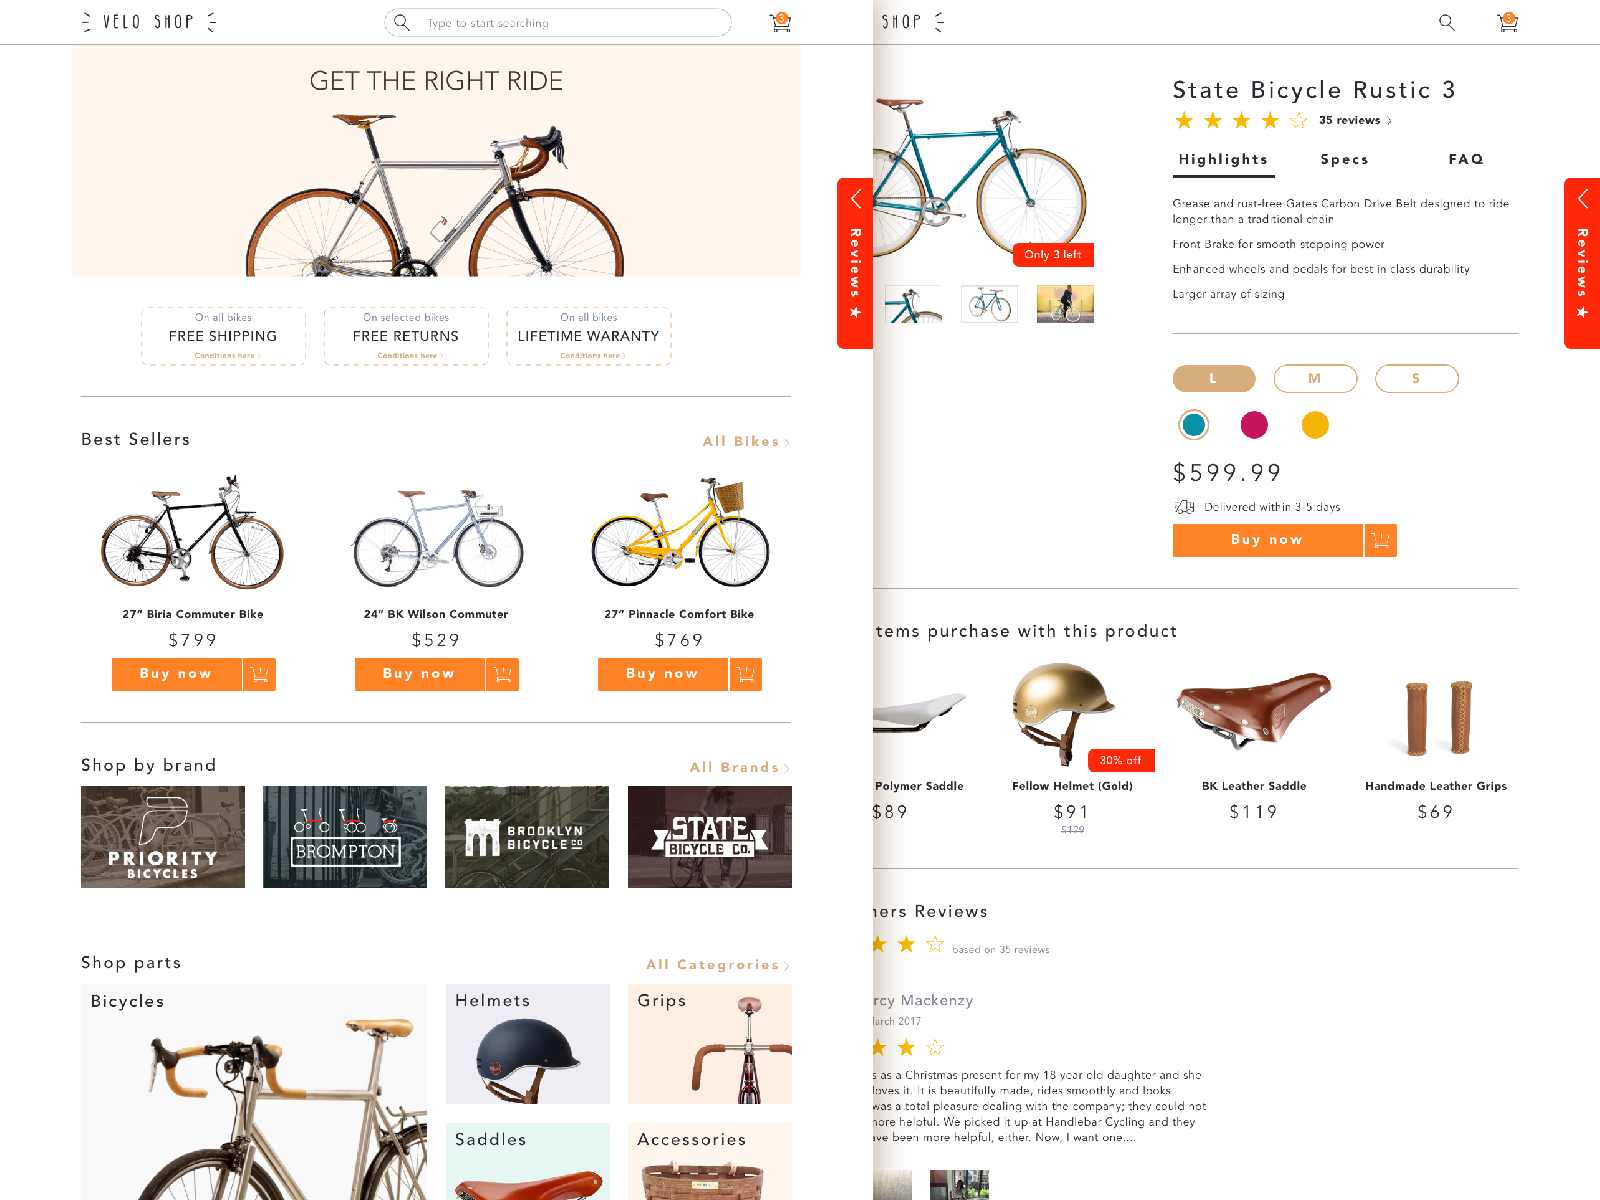 VELO SHOP
Type to start searching
3
GET THE RIGHT RIDE
On all bikes
FREE SHIPPING
Conditions here
On selected bikes
FREE RETURNS
Conditions here
On all bikes
LIFETIME WARANTY
Conditions here
Reviews
Best Sellers
All Bikes
27” Biria Commuter Bike
$799
Buy now
24” BK Wilson Commuter
$529
Buy now
27” Pinnacle Comfort Bike
$769
Buy now
Shop by brand
All Brands
PRIORITY
BICYCLES
BROMPTON
BROOKLYN
BICYCLE CO
STATE
BICYCLE CO.
Shop parts
All Categrories
Bicycles
Helmets
Grips
Saddles
Accessories
SHOP
3
State Bicycle Rustic 3
35 reviews
Highlights
Specs
FAQ
Grease and rust-free Gates Carbon Drive Belt designed to ride
longer than a traditional chain
Front Brake for smooth stopping power
Enhanced wheels and pedals for best in class durability
Larger array of sizing
Only 3 left
Reviews
L
M
S
$599.99
Delivered within 3-5 days
Buy now
tems purchase with this product
Polymer Saddle
$89
30% off
Fellow Helmet (Gold)
$91
$129
BK Leather Saddle
$119
Handmade Leather Grips
$69
ners Reviews
based on 35 reviews
rcy Mackenzy
March 2017
s as a Christmas present for my 18 year old daughter and she
loves it. It is beautifully made, rides smoothly and looks
was a total pleasure dealing with the company; they could not
more helpful. We picked it up at Handlebar Cycling and they
ave been more helpful, either. Now, I want one....